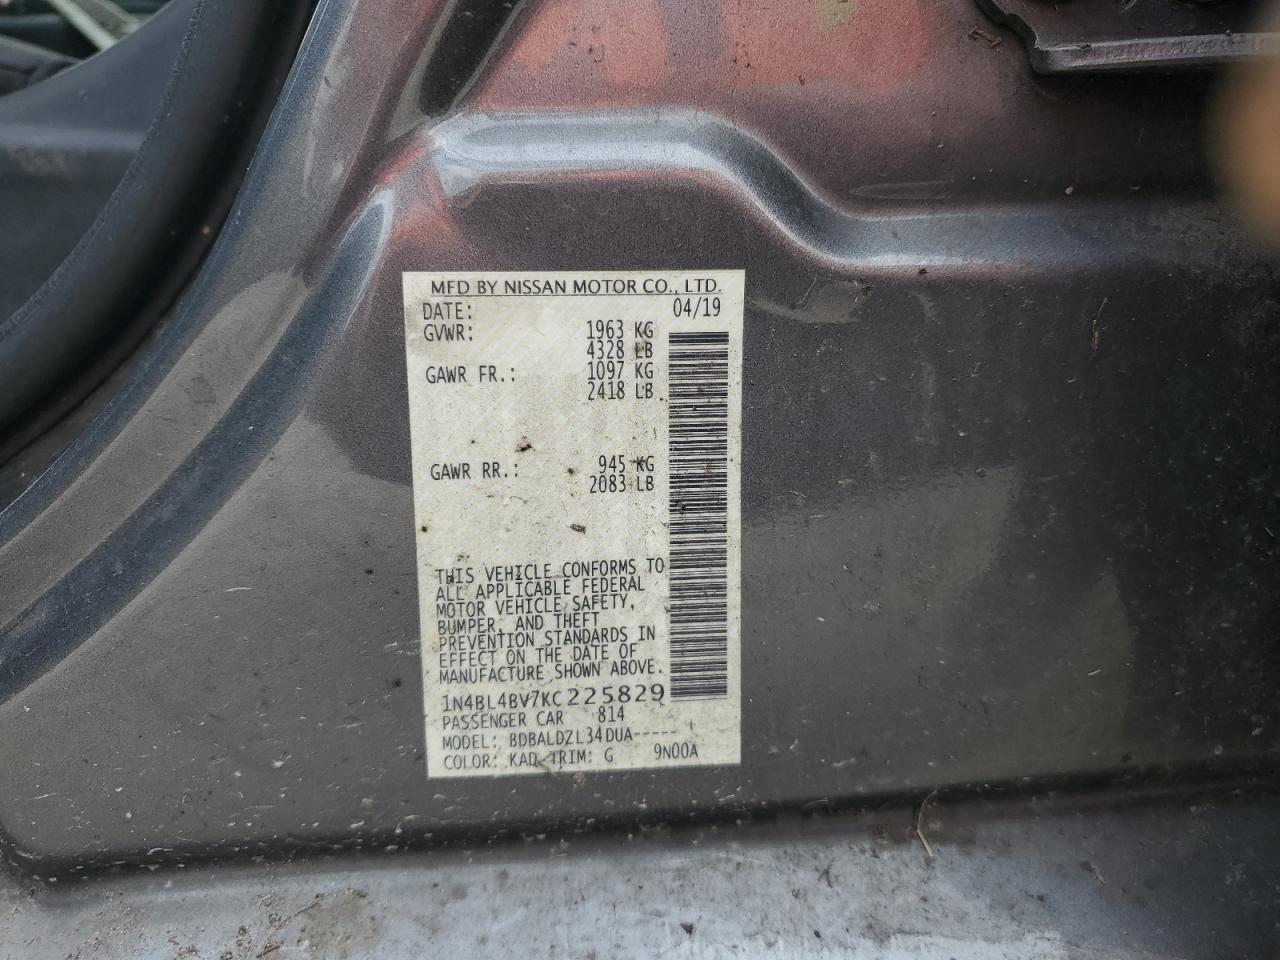 MFD BY NISSAN MOTOR CO., LTD.
DATE: 04/19
GVWR: 1963 KG
4328 LB
GAWR FR.: 1097 KG
2418 LB
GAWR RR.: 945 KG
2083 LB
THIS VEHICLE CONFORMS TO
ALL APPLICABLE FEDERAL
MOTOR VEHICLE SAFETY,
BUMPER, AND THEFT
PREVENTION STANDARDS IN
EFFECT ON THE DATE OF
MANUFACTURE SHOWN ABOVE.
1N4BL4BV7KC225829
PASSENGER CAR 814
MODEL: BDBALDZL34DUA-----
COLOR: KAD TRIM: G 9N00A